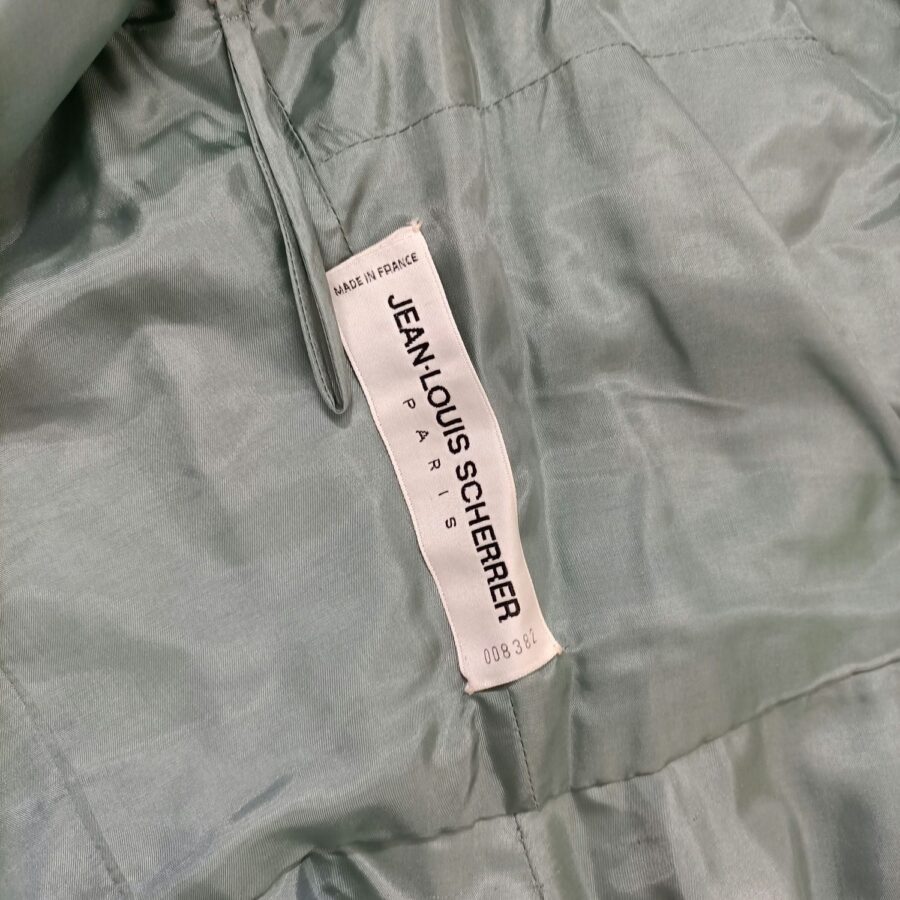 MADE IN FRANCE
JEAN-LOUIS SCHERRER
PARIS
008382